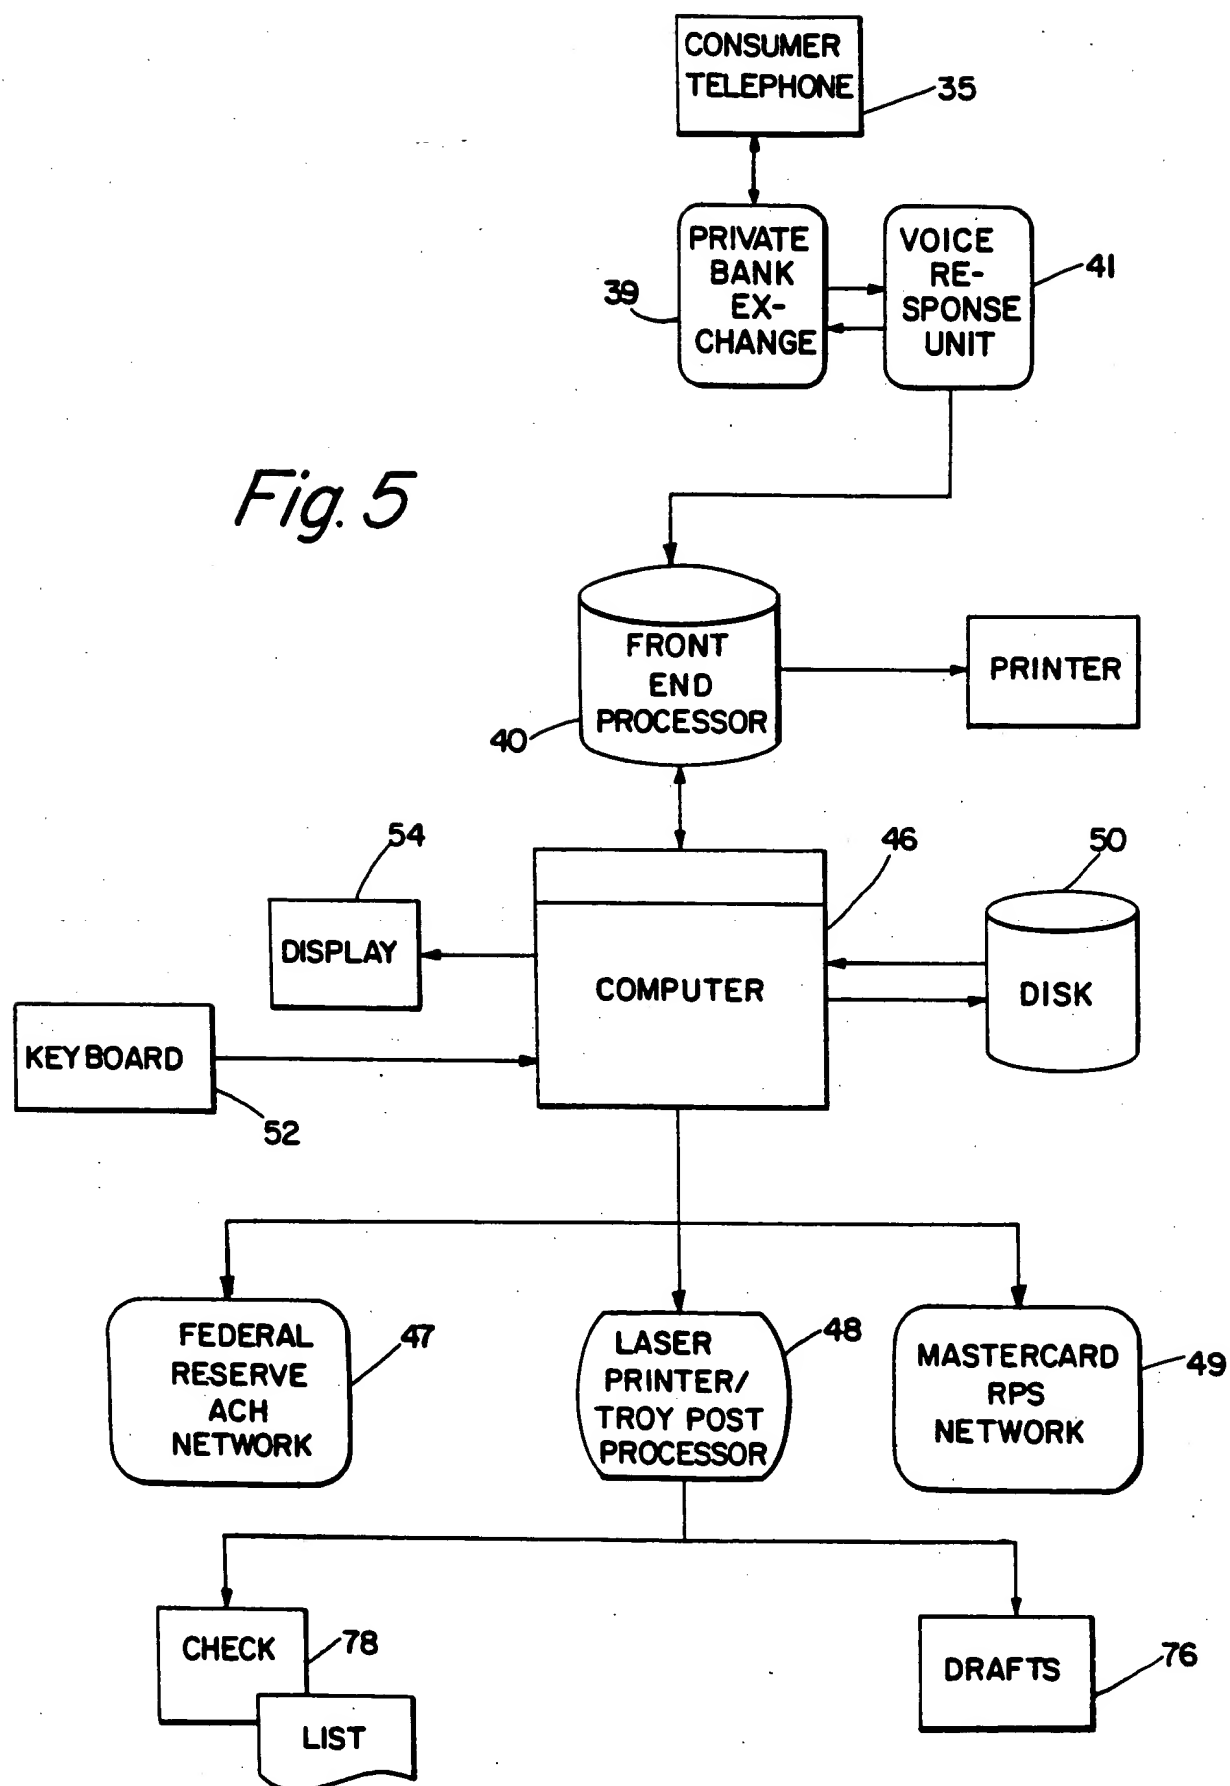 CONSUMER
TELEPHONE
35
PRIVATE
BANK
EX-
CHANGE
39
VOICE
RE-
SPONSE
UNIT
41
Fig. 5
FRONT
END
PROCESSOR
40
PRINTER
54
46
50
DISPLAY
COMPUTER
DISK
KEYBOARD
52
FEDERAL
RESERVE
ACH
NETWORK
47
LASER
PRINTER/
TROY POST
PROCESSOR
48
MASTERCARD
RPS
NETWORK
49
CHECK
78
LIST
DRAFTS
76